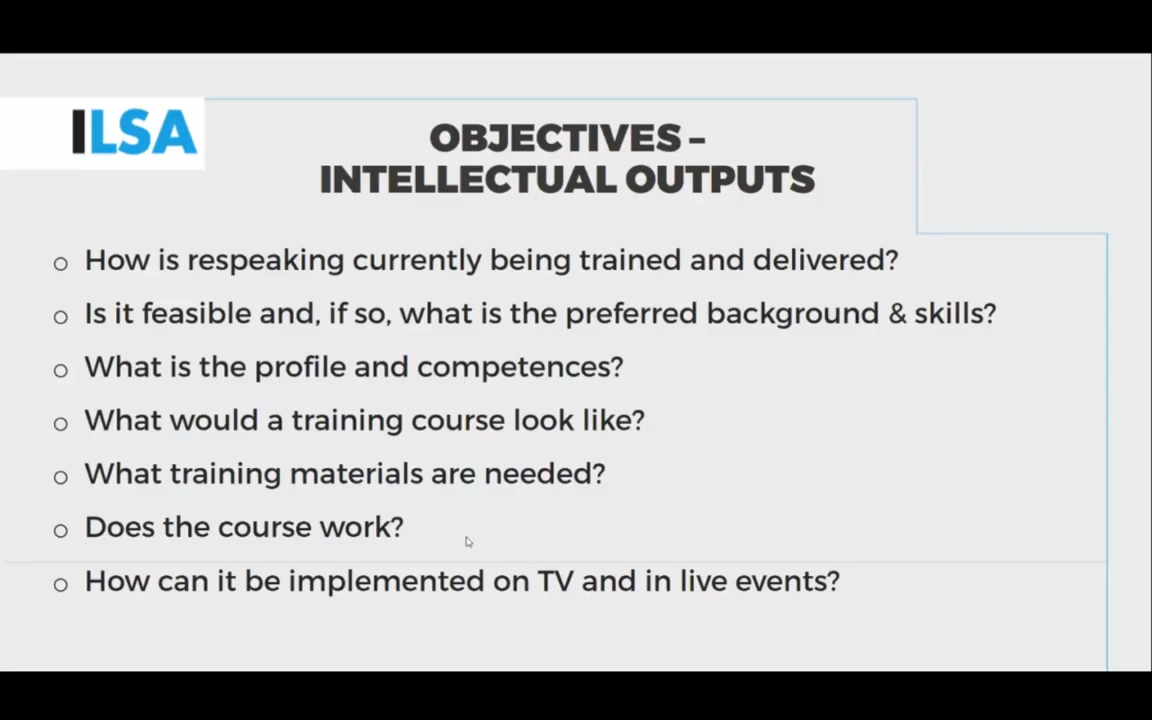 ILSA
OBJECTIVES –
INTELLECTUAL OUTPUTS
o How is respeaking currently being trained and delivered?
o Is it feasible and, if so, what is the preferred background & skills?
o What is the profile and competences?
o What would a training course look like?
o What training materials are needed?
o Does the course work?
o How can it be implemented on TV and in live events?